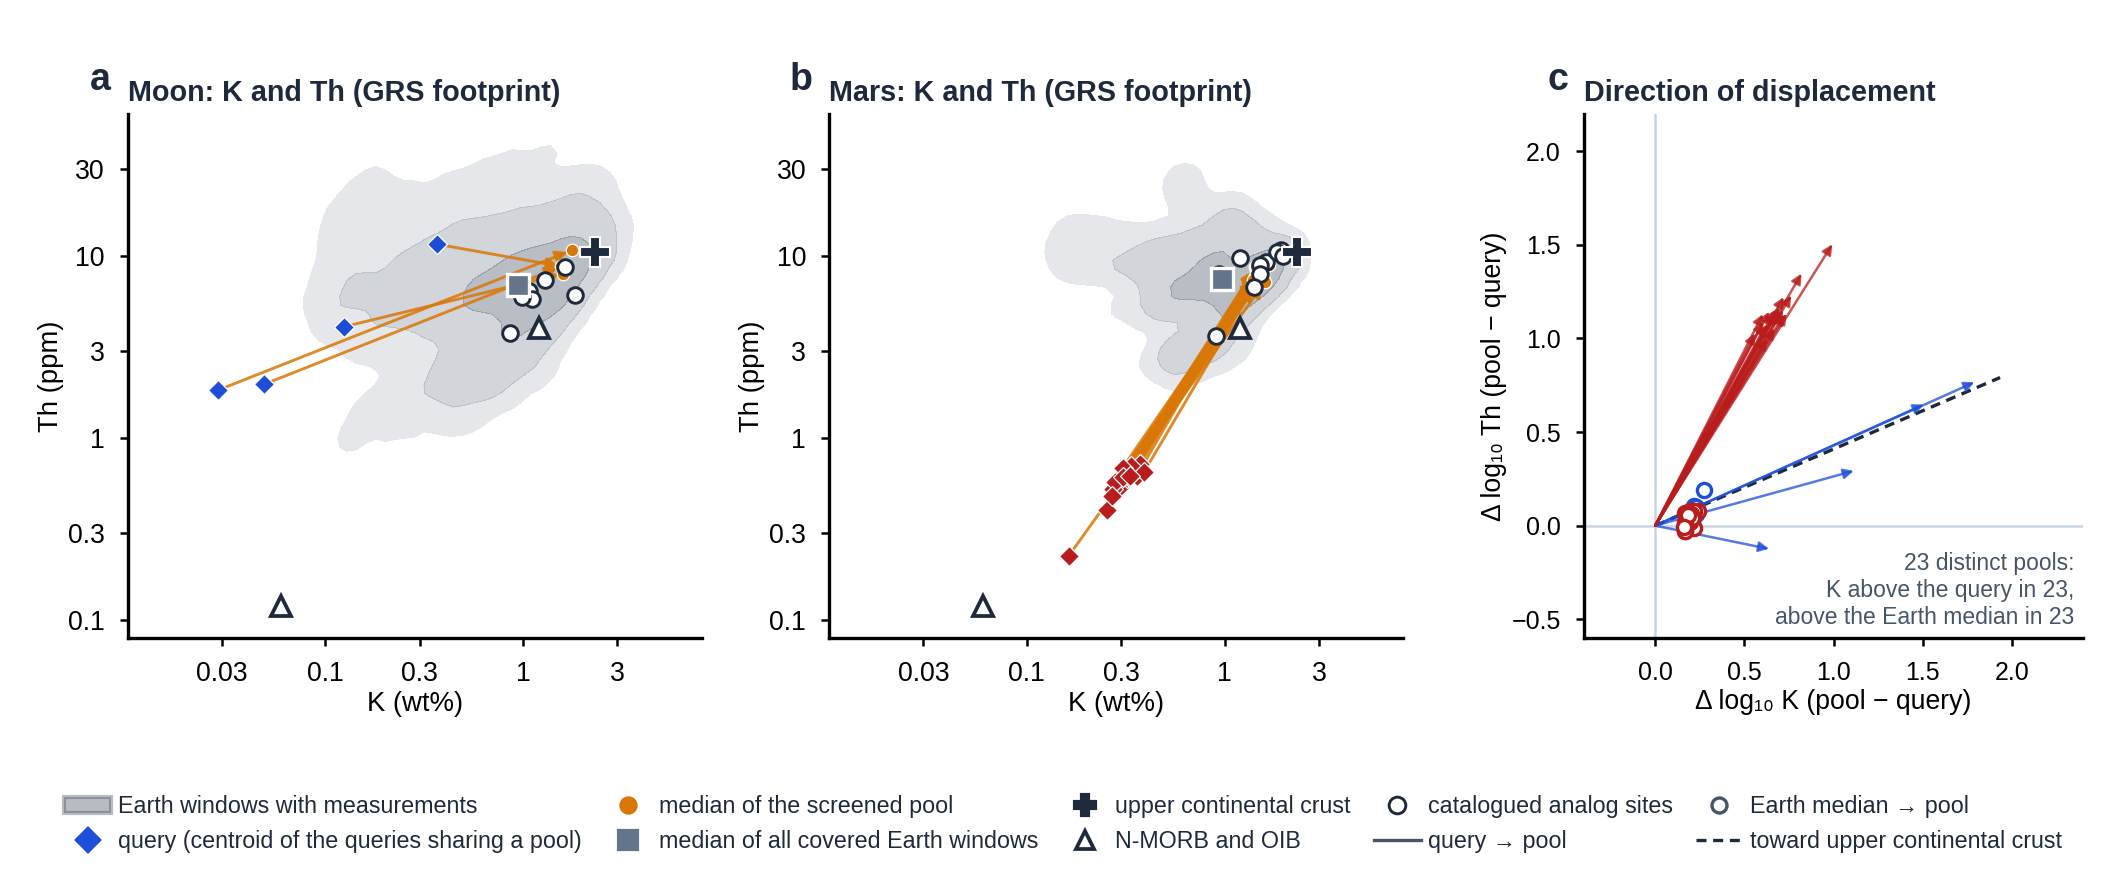 a
Moon: K and Th (GRS footprint)
30
10
3
1
0.3
0.1
Th (ppm)
0.03
0.1
0.3
1
3
K (wt%)
b
Mars: K and Th (GRS footprint)
30
10
3
1
0.3
0.1
Th (ppm)
0.03
0.1
0.3
1
3
K (wt%)
c
Direction of displacement
2.0
1.5
1.0
0.5
0.0
−0.5
Δ log₁₀ Th (pool − query)
23 distinct pools:
K above the query in 23,
above the Earth median in 23
0.0
0.5
1.0
1.5
2.0
Δ log₁₀ K (pool − query)
Earth windows with measurements
query (centroid of the queries sharing a pool)
median of the screened pool
median of all covered Earth windows
upper continental crust
N-MORB and OIB
catalogued analog sites
query → pool
Earth median → pool
toward upper continental crust